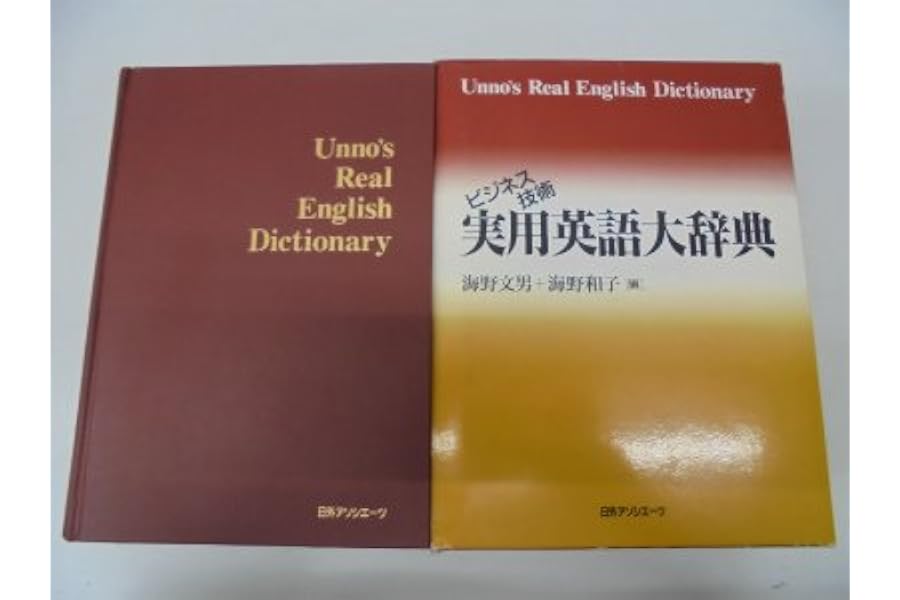 Unno's
Real
English
Dictionary
日外アソシエーツ
Unno's Real English Dictionary
ビジネス
技術
実用英語大辞典
海野文男+海野和子 編
日外アソシエーツ